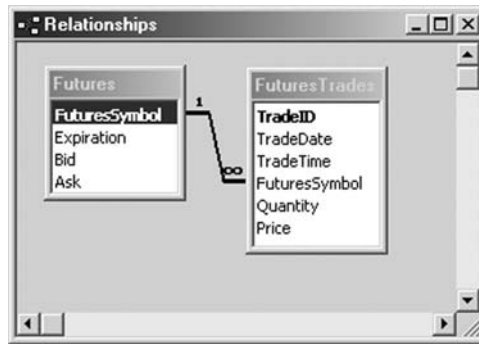 Relationships
Futures
FuturesSymbol
Expiration
Bid
Ask
1
∞
FuturesTrades
TradeID
TradeDate
TradeTime
FuturesSymbol
Quantity
Price